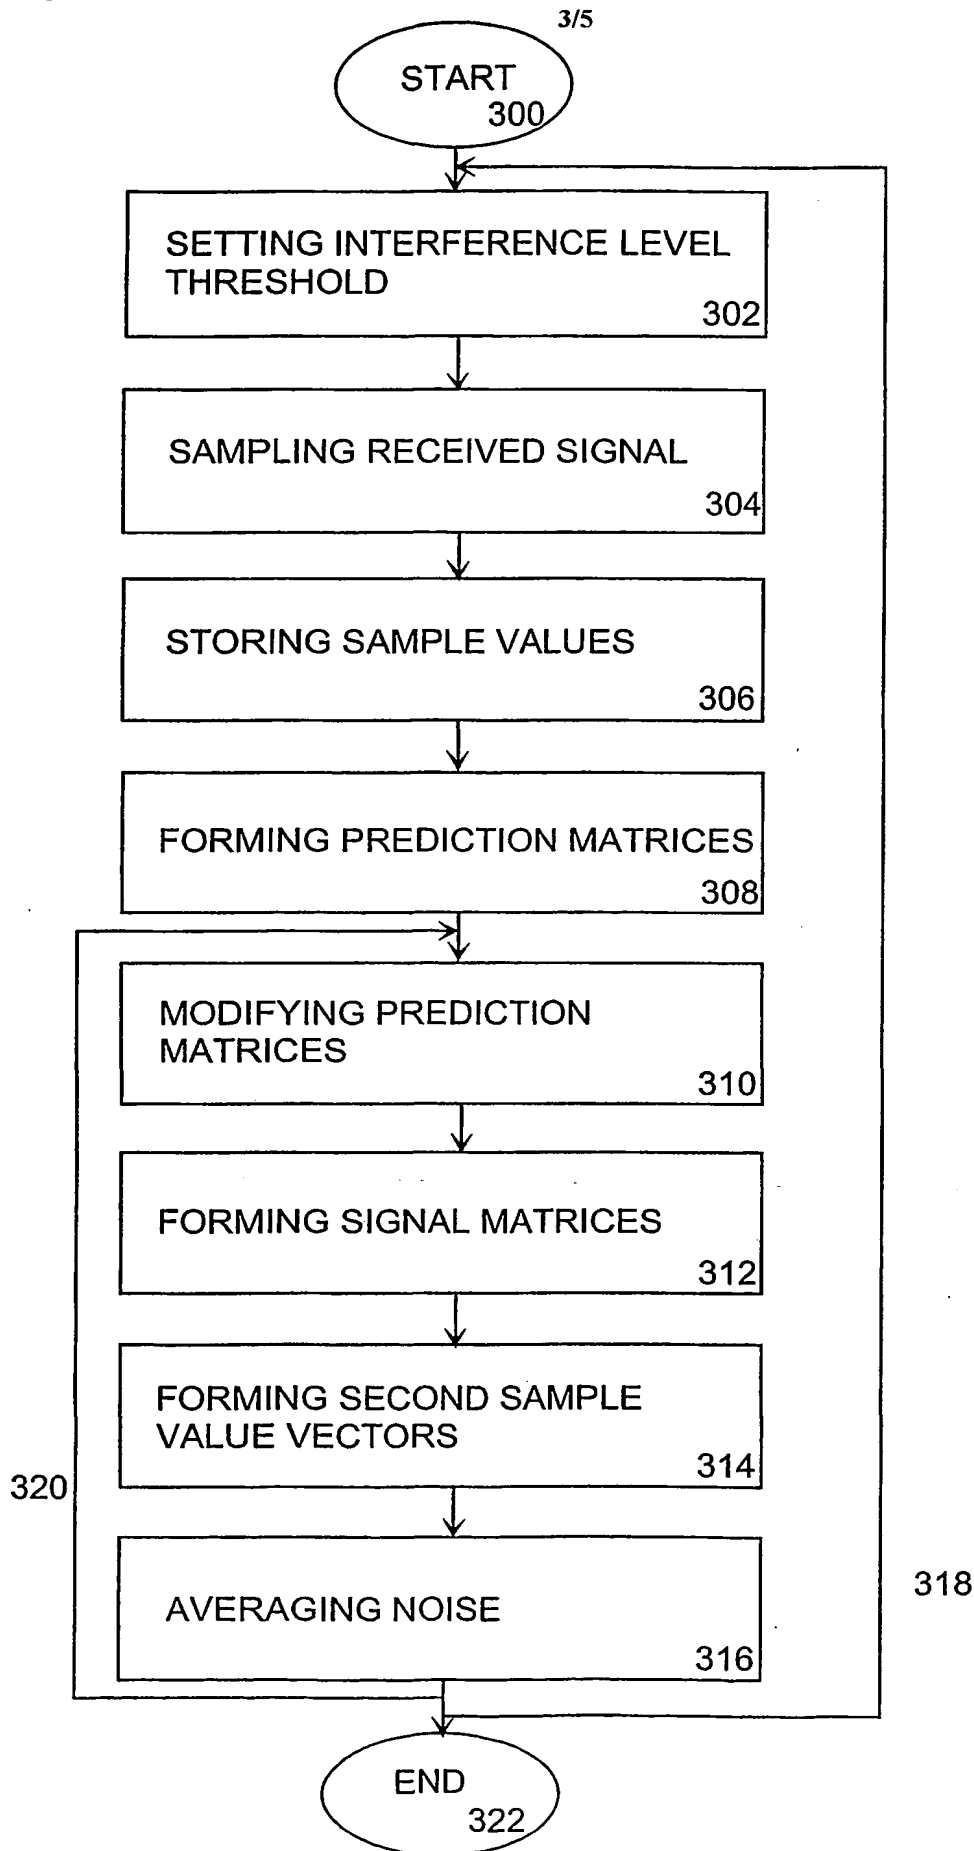 3/5
START
300
SETTING INTERFERENCE LEVEL
THRESHOLD
302
SAMPLING RECEIVED SIGNAL
304
STORING SAMPLE VALUES
306
FORMING PREDICTION MATRICES
308
MODIFYING PREDICTION
MATRICES
310
FORMING SIGNAL MATRICES
312
FORMING SECOND SAMPLE
VALUE VECTORS
314
320
AVERAGING NOISE
316
318
END
322